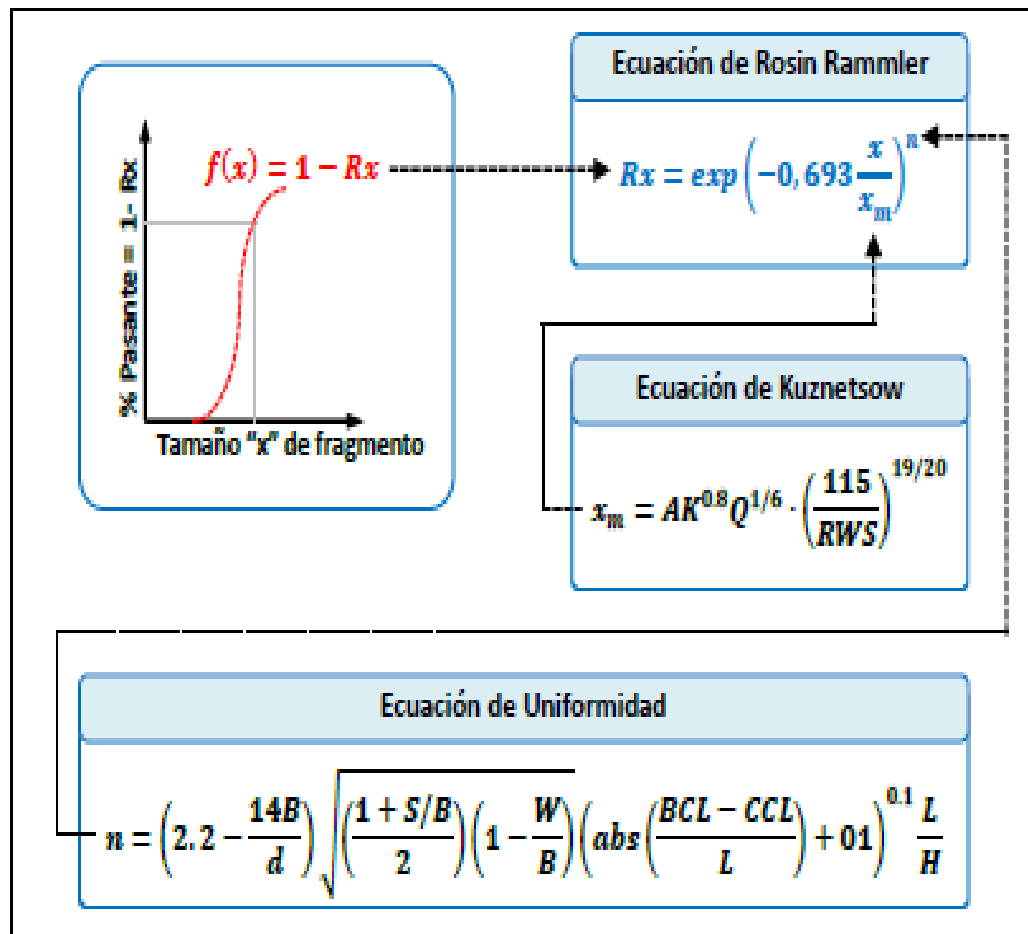 Ecuación de Rosin Rammler
f(x) = 1 − Rx
Rx = exp(−0,693 x/x_m)^n
% Pasante = 1- Rx
Tamaño "x" de fragmento
Ecuación de Kuznetsow
x_m = AK^0.8 Q^1/6 · (115/RWS)^19/20
Ecuación de Uniformidad
n = (2.2 − 14B/d) √((1 + S/B)/2)(1 − W/B) (abs((BCL − CCL)/L) + 01)^0.1 L/H